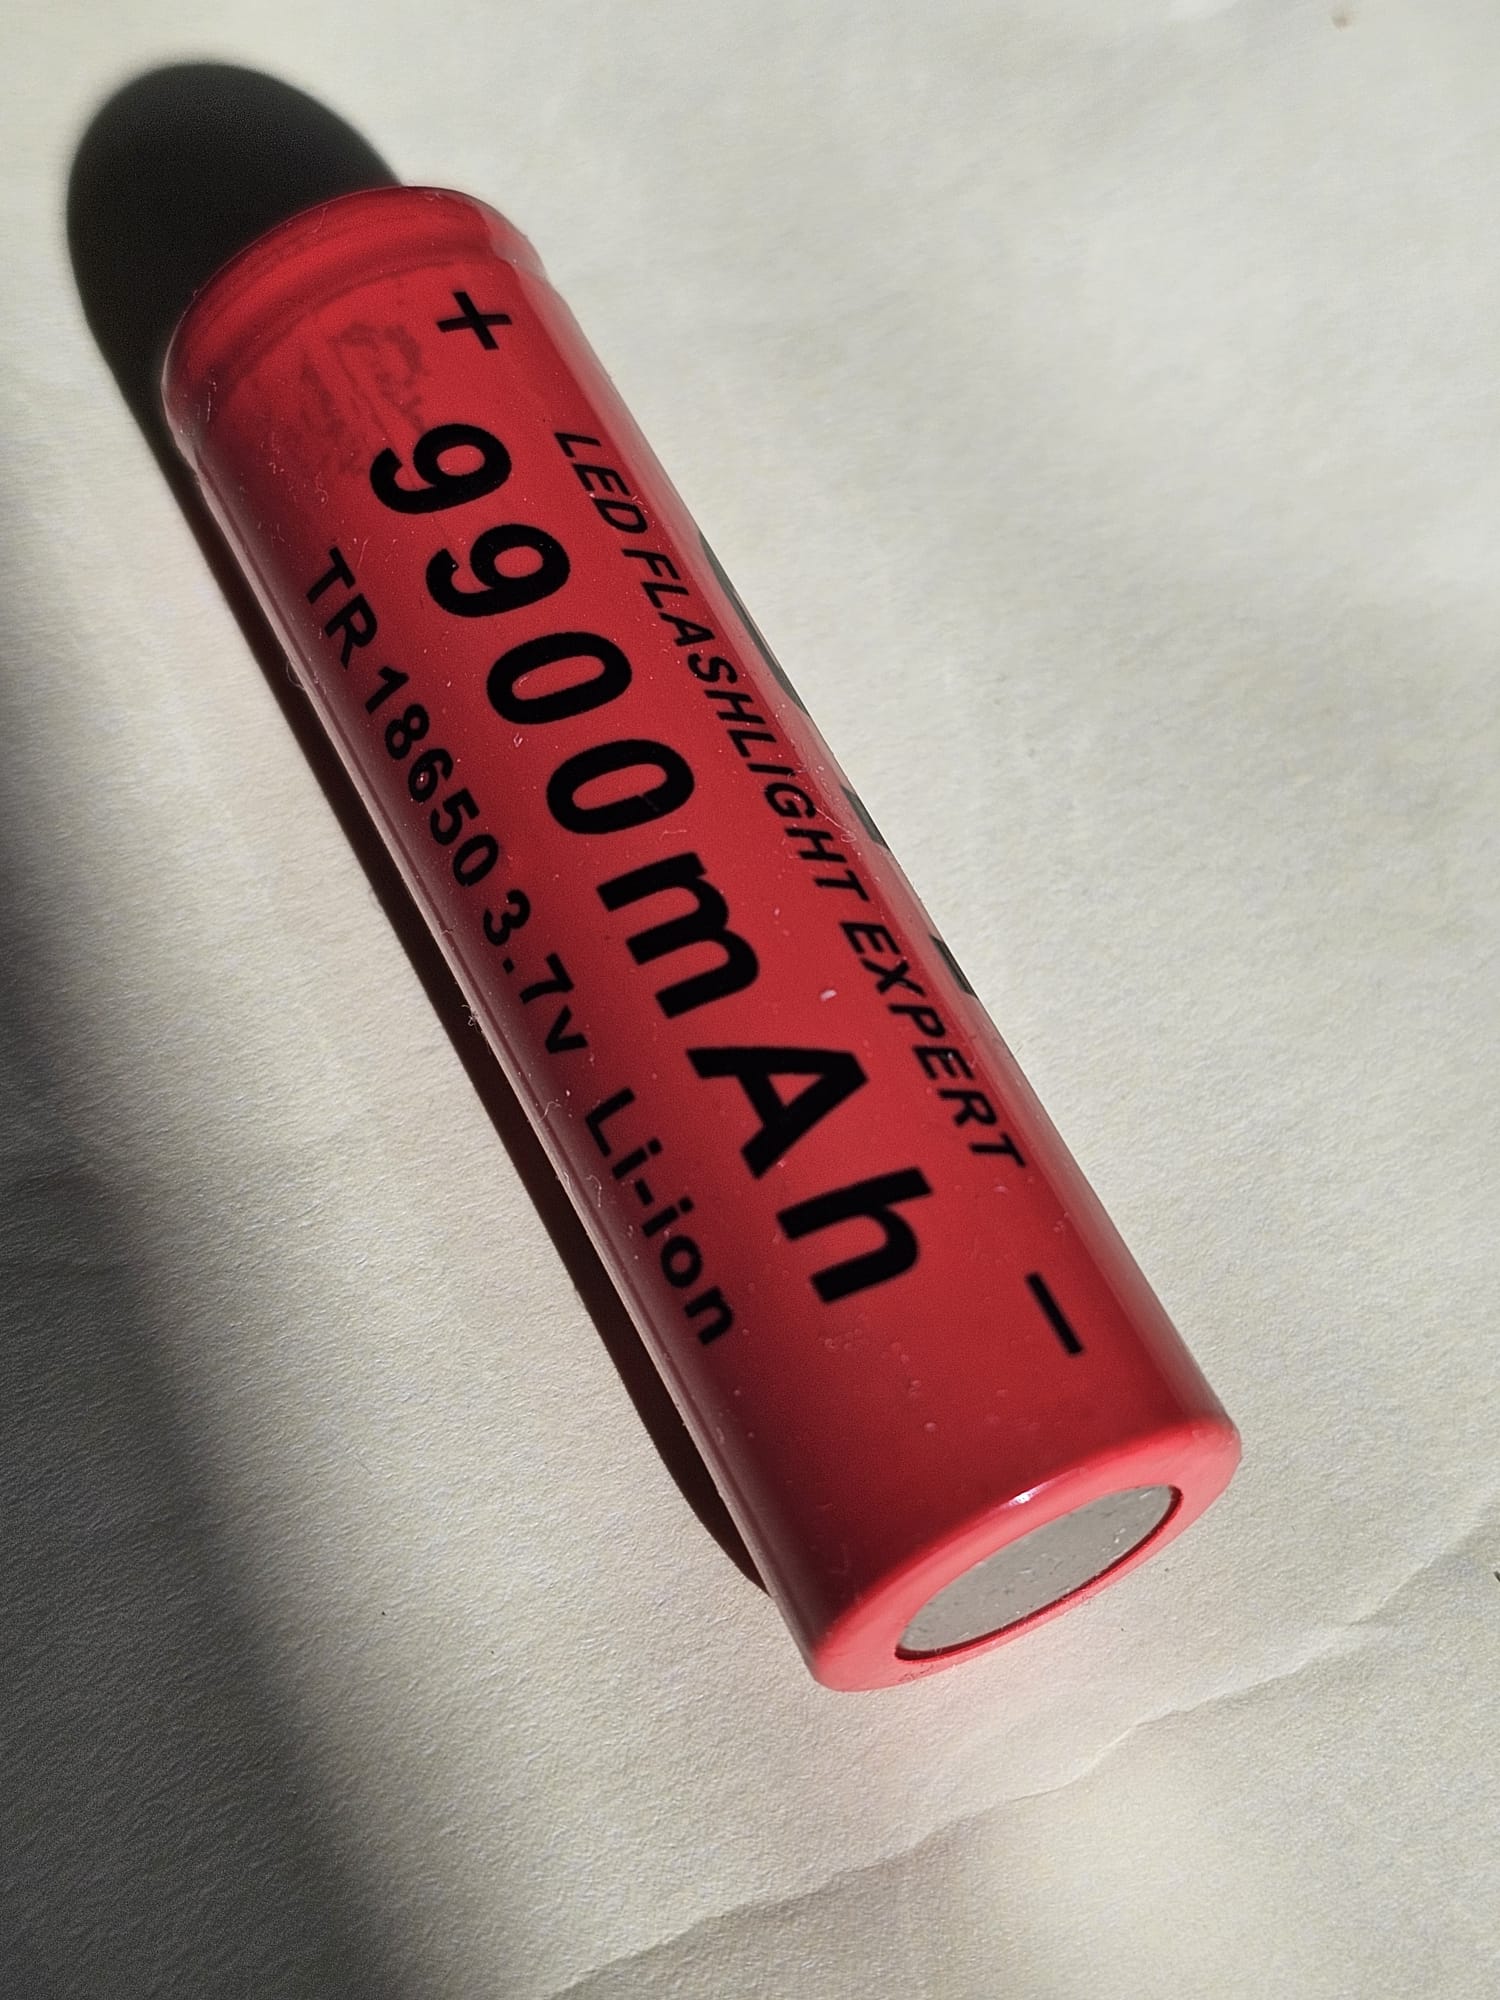 +
LED FLASHLIGHT EXPERT
9900mAh
TR 18650 3.7v Li-ion
−